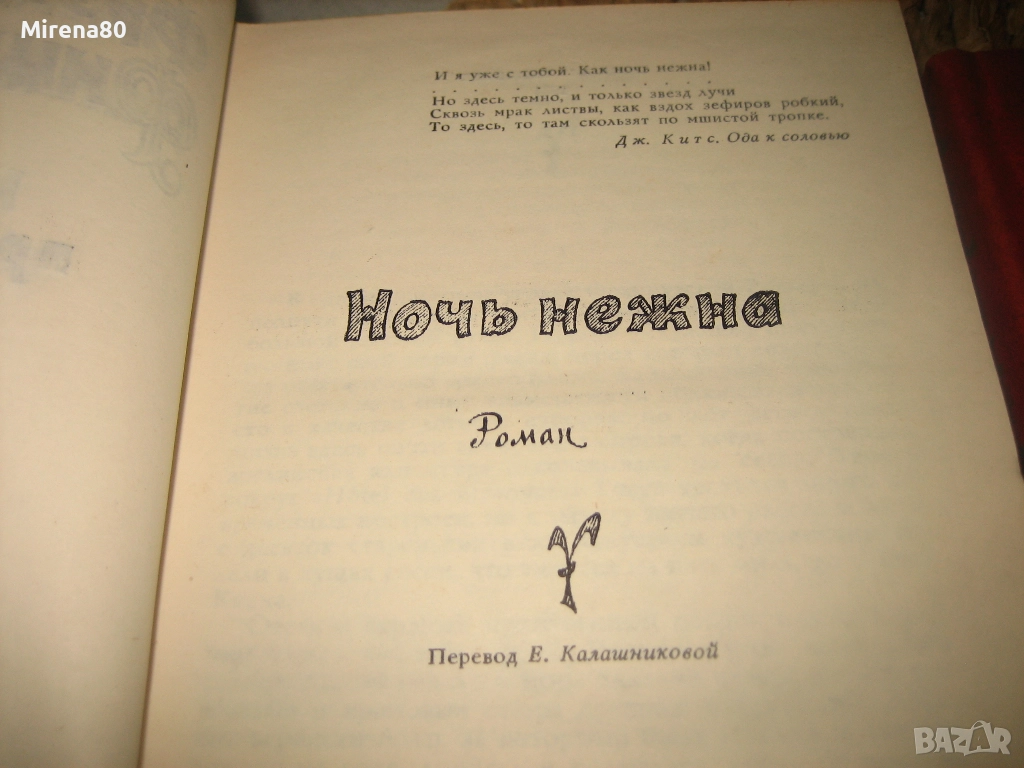 Mirena80
И я уже с тобой. Как ночь нежна!
. . . . . . . . . . . . . .
Но здесь темно, и только звезд лучи
Сквозь мрак листвы, как вздох зефиров робкий,
То здесь, то там скользят по мшистой тропке.
Дж. Китс. Ода к соловью
Ночь нежна
Роман
Перевод Е. Калашниковой
BAZAR